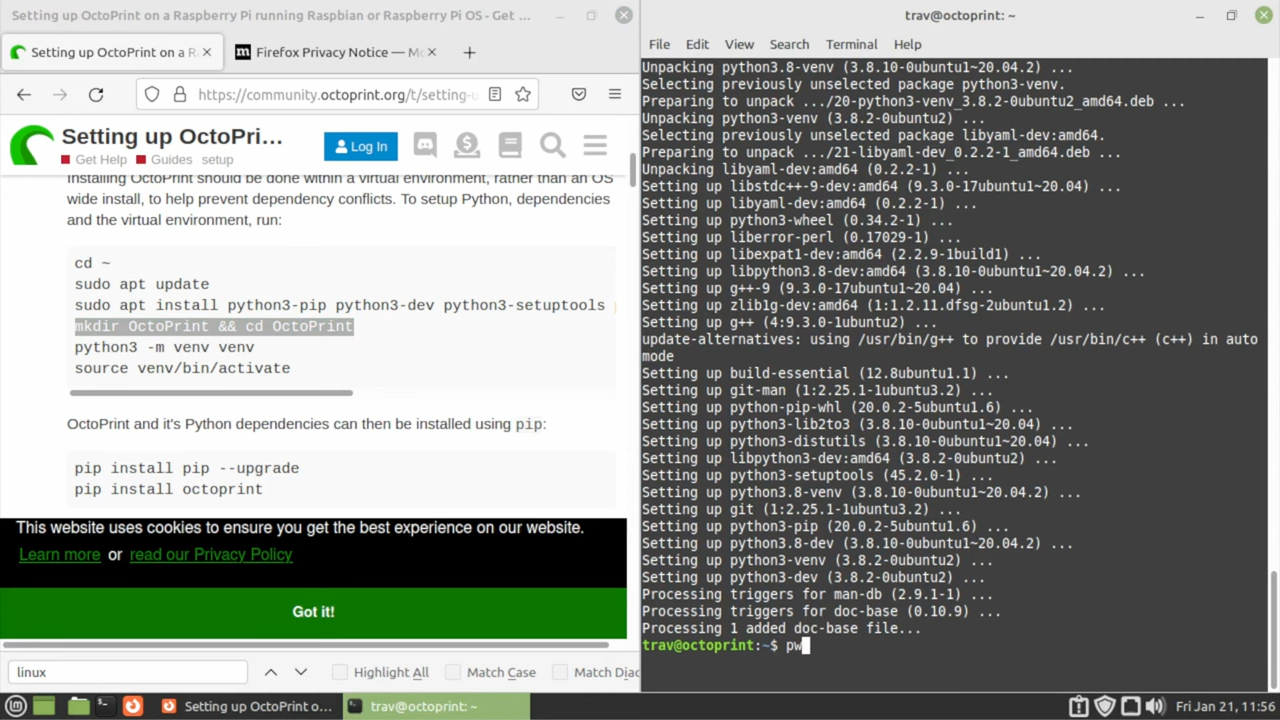 Setting up OctoPrint on a Raspberry Pi running Raspbian or Raspberry Pi OS - Get ...
Setting up OctoPrint on a Ra
Firefox Privacy Notice — Mo
https://community.octoprint.org/t/setting-u
Setting up OctoPri...
Get Help
Guides
setup
Log In
Installing OctoPrint should be done within a virtual environment, rather than an OS
wide install, to help prevent dependency conflicts. To setup Python, dependencies
and the virtual environment, run:
cd ~
sudo apt update
sudo apt install python3-pip python3-dev python3-setuptools
mkdir OctoPrint && cd OctoPrint
python3 -m venv venv
source venv/bin/activate
OctoPrint and it's Python dependencies can then be installed using pip:
pip install pip --upgrade
pip install octoprint
This website uses cookies to ensure you get the best experience on our website.
Learn more or read our Privacy Policy
Got it!
linux
Highlight All
Match Case
Match Diac
trav@octoprint: ~
File Edit View Search Terminal Help
Unpacking python3.8-venv (3.8.10-0ubuntu1~20.04.2) ...
Selecting previously unselected package python3-venv.
Preparing to unpack .../20-python3-venv_3.8.2-0ubuntu2_amd64.deb ...
Unpacking python3-venv (3.8.2-0ubuntu2) ...
Selecting previously unselected package libyaml-dev:amd64.
Preparing to unpack .../21-libyaml-dev_0.2.2-1_amd64.deb ...
Unpacking libyaml-dev:amd64 (0.2.2-1) ...
Setting up libstdc++-9-dev:amd64 (9.3.0-17ubuntu1~20.04) ...
Setting up libyaml-dev:amd64 (0.2.2-1) ...
Setting up python3-wheel (0.34.2-1) ...
Setting up liberror-perl (0.17029-1) ...
Setting up libexpat1-dev:amd64 (2.2.9-1build1) ...
Setting up libpython3.8-dev:amd64 (3.8.10-0ubuntu1~20.04.2) ...
Setting up g++-9 (9.3.0-17ubuntu1~20.04) ...
Setting up zlib1g-dev:amd64 (1:1.2.11.dfsg-2ubuntu1.2) ...
Setting up g++ (4:9.3.0-1ubuntu2) ...
update-alternatives: using /usr/bin/g++ to provide /usr/bin/c++ (c++) in auto
mode
Setting up build-essential (12.8ubuntu1.1) ...
Setting up git-man (1:2.25.1-1ubuntu3.2) ...
Setting up python-pip-whl (20.0.2-5ubuntu1.6) ...
Setting up python3-lib2to3 (3.8.10-0ubuntu1~20.04) ...
Setting up python3-distutils (3.8.10-0ubuntu1~20.04) ...
Setting up libpython3-dev:amd64 (3.8.2-0ubuntu2) ...
Setting up python3-setuptools (45.2.0-1) ...
Setting up python3.8-venv (3.8.10-0ubuntu1~20.04.2) ...
Setting up git (1:2.25.1-1ubuntu3.2) ...
Setting up python3-pip (20.0.2-5ubuntu1.6) ...
Setting up python3.8-dev (3.8.10-0ubuntu1~20.04.2) ...
Setting up python3-venv (3.8.2-0ubuntu2) ...
Setting up python3-dev (3.8.2-0ubuntu2) ...
Processing triggers for man-db (2.9.1-1) ...
Processing triggers for doc-base (0.10.9) ...
Processing 1 added doc-base file...
trav@octoprint:~$ pw
Setting up OctoPrint o...
trav@octoprint: ~
Fri Jan 21, 11:56